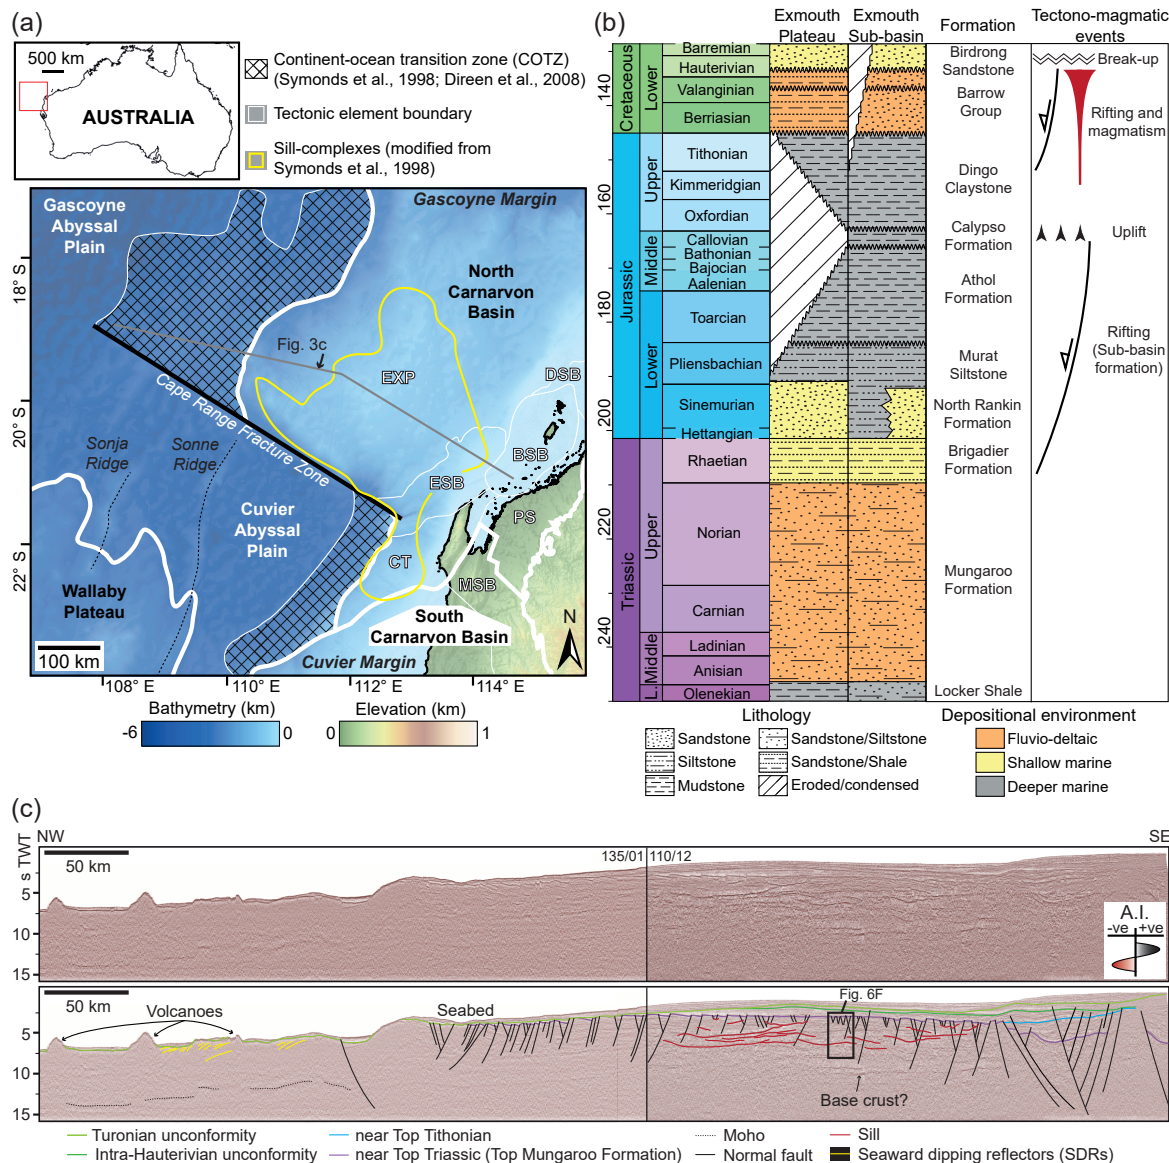 (a)
500 km
AUSTRALIA
Continent-ocean transition zone (COTZ)
(Symonds et al., 1998; Direen et al., 2008)
Tectonic element boundary
Sill-complexes (modified from
Symonds et al., 1998)
Gascoyne
Abyssal
Plain
Gascoyne Margin
North
Carnarvon
Basin
Fig. 3c
EXP
DSB
Cape Range Fracture Zone
Sonja
Ridge
Sonne
Ridge
BSB
ESB
Cuvier
Abyssal
Plain
PS
CT
MSB
Wallaby
Plateau
South
Carnarvon Basin
N
100 km
Cuvier Margin
18° S
20° S
22° S
108° E
110° E
112° E
114° E
Bathymetry (km)
-6
0
Elevation (km)
0
1
(b)
Exmouth
Plateau
Exmouth
Sub-basin
Formation
Tectono-magmatic
events
140
160
180
200
220
240
Cretaceous
Jurassic
Triassic
Lower
Upper
Middle
Lower
Upper
Middle
L.
Barremian
Hauterivian
Valanginian
Berriasian
Tithonian
Kimmeridgian
Oxfordian
Callovian
Bathonian
Bajocian
Aalenian
Toarcian
Pliensbachian
Sinemurian
Hettangian
Rhaetian
Norian
Carnian
Ladinian
Anisian
Olenekian
Birdrong
Sandstone
Barrow
Group
Dingo
Claystone
Calypso
Formation
Athol
Formation
Murat
Siltstone
North Rankin
Formation
Brigadier
Formation
Mungaroo
Formation
Locker Shale
Break-up
Rifting and
magmatism
Uplift
Rifting
(Sub-basin
formation)
Lithology
Sandstone
Sandstone/Siltstone
Siltstone
Sandstone/Shale
Mudstone
Eroded/condensed
Depositional environment
Fluvio-deltaic
Shallow marine
Deeper marine
(c)
NW
SE
50 km
135/01
110/12
s TWT
0
5
10
15
A.I.
-ve
+ve
50 km
Volcanoes
Seabed
Fig. 6F
Base crust?
0
5
10
15
Turonian unconformity
near Top Tithonian
Moho
Sill
Intra-Hauterivian unconformity
near Top Triassic (Top Mungaroo Formation)
Normal fault
Seaward dipping reflectors (SDRs)